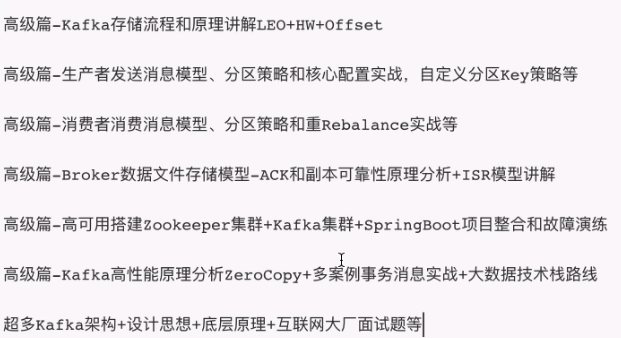 高级篇-Kafka存储流程和原理讲解LEO+HW+Offset
高级篇-生产者发送消息模型、分区策略和核心配置实战，自定义分区Key策略等
高级篇-消费者消费消息模型、分区策略和重Rebalance实战等
高级篇-Broker数据文件存储模型-ACK和副本可靠性原理分析+ISR模型讲解
高级篇-高可用搭建Zookeeper集群+Kafka集群+SpringBoot项目整合和故障演练
高级篇-Kafka高性能原理分析ZeroCopy+多案例事务消息实战+大数据技术栈路线
超多Kafka架构+设计思想+底层原理+互联网大厂面试题等